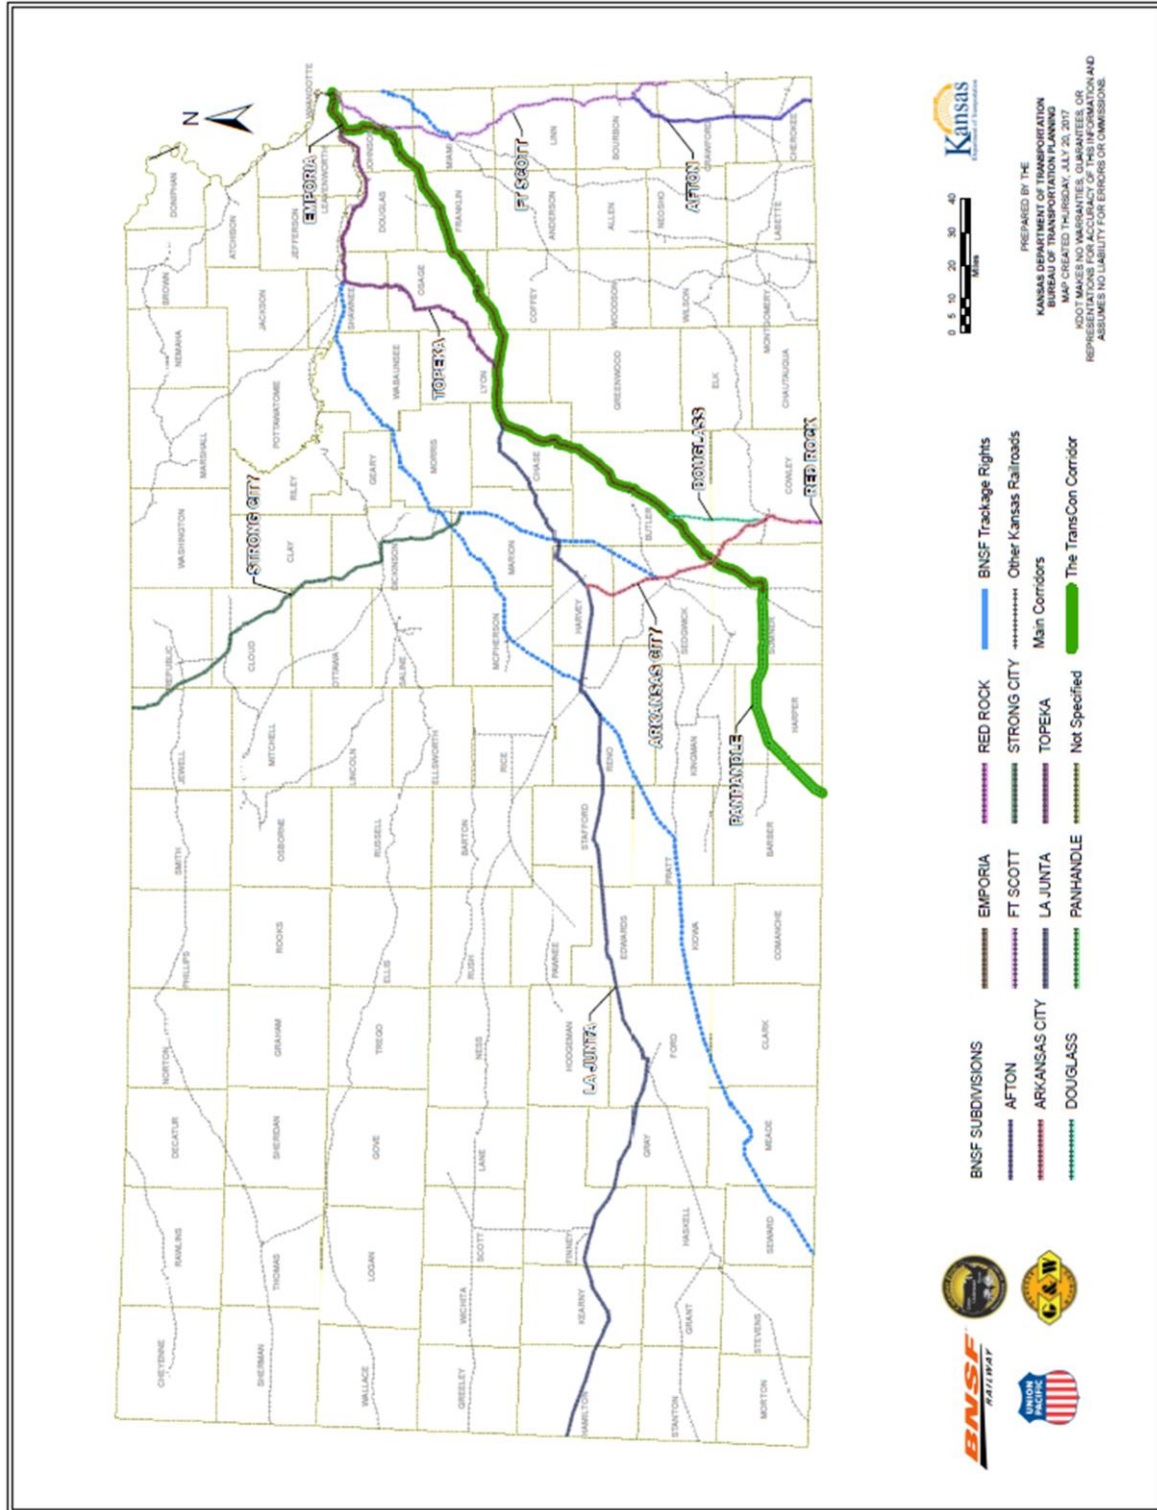 CHEYENNE
RAWLINS
DECATUR
NORTON
PHILLIPS
SMITH
JEWELL
REPUBLIC
WASHINGTON
MARSHALL
NEMAHA
BROWN
DONIPHAN
N
SHERMAN
THOMAS
SHERIDAN
GRAHAM
ROOKS
OSBORNE
MITCHELL
CLOUD
CLAY
RILEY
POTTAWATOMIE
JACKSON
ATCHISON
STRONG CITY
JEFFERSON
LEAVENWORTH
WYANDOTTE
EMPORIA
WALLACE
LOGAN
GOVE
TREGO
ELLIS
RUSSELL
LINCOLN
OTTAWA
SALINE
ELLSWORTH
DICKINSON
GEARY
WABAUNSEE
SHAWNEE
DOUGLAS
JOHNSON
MORRIS
TOPEKA
OSAGE
FRANKLIN
MIAMI
GREELEY
WICHITA
SCOTT
LANE
NESS
RUSH
BARTON
RICE
MCPHERSON
MARION
CHASE
LYON
COFFEY
ANDERSON
LINN
FT SCOTT
HAMILTON
KEARNY
FINNEY
HODGEMAN
PAWNEE
STAFFORD
RENO
HARVEY
LA JUNTA
EDWARDS
BUTLER
GREENWOOD
WOODSON
ALLEN
BOURBON
ARKANSAS CITY
GRAY
FORD
KIOWA
PRATT
KINGMAN
SEDGWICK
DOUGLASS
ELK
WILSON
NEOSHO
CRAWFORD
AFTON
STANTON
GRANT
HASKELL
PANHANDLE
MORTON
STEVENS
SEWARD
MEADE
CLARK
COMANCHE
BARBER
HARPER
SUMNER
COWLEY
CHAUTAUQUA
MONTGOMERY
LABETTE
CHEROKEE
RED ROCK
BNSF
RAILWAY
UNION
PACIFIC
G & W
BNSF SUBDIVISIONS
AFTON
ARKANSAS CITY
DOUGLASS
EMPORIA
FT SCOTT
LA JUNTA
PANHANDLE
RED ROCK
STRONG CITY
TOPEKA
Not Specified
BNSF Trackage Rights
Other Kansas Railroads
Main Corridors
The TransCon Corridor
0 5 10 20 30 40
Miles
Kansas
Department of Transportation
PREPARED BY THE
KANSAS DEPARTMENT OF TRANSPORTATION
BUREAU OF TRANSPORTATION PLANNING
MAP CREATED THURSDAY, JULY 20, 2017
KDOT MAKES NO WARRANTIES, GUARANTEES, OR
REPRESENTATIONS FOR ACCURACY OF THIS INFORMATION AND
ASSUMES NO LIABILITY FOR ERRORS OR OMMISSIONS.